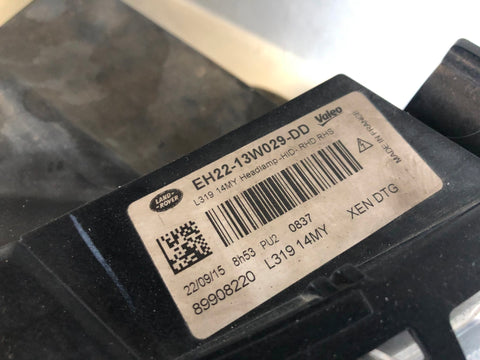 LAND-
ROVER
EH22-13W029-DD Valeo
L319 14MY Headlamp -HID- RHD RHS
MADE IN FRANCE
22/09/15 8h53 PU2 0837 XEN DTG
89908220 L319 14MY